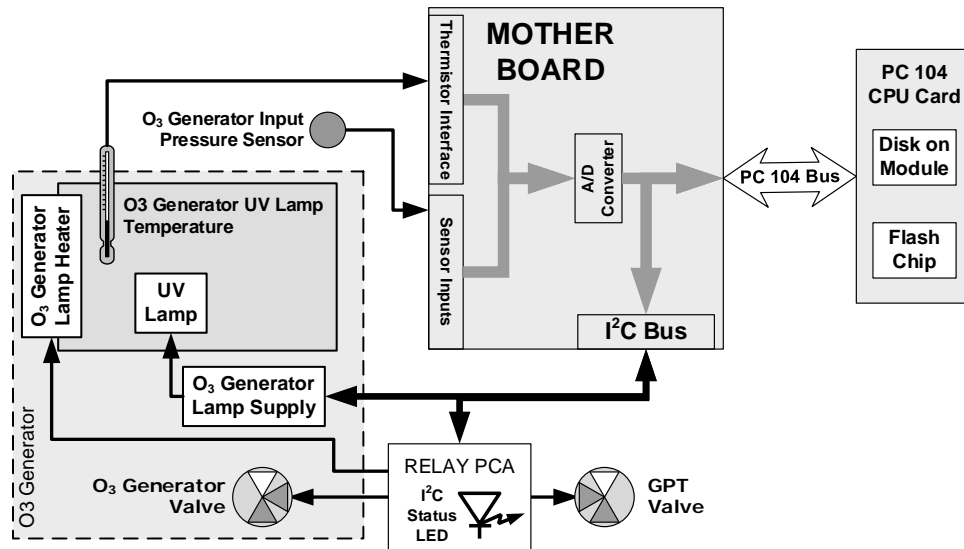 MOTHER
BOARD
Thermistor Interface
Sensor Inputs
A/D
Converter
I²C Bus
PC 104 Bus
PC 104
CPU Card
Disk on
Module
Flash
Chip
O₃ Generator Input
Pressure Sensor
O3 Generator UV Lamp
Temperature
O₃ Generator
Lamp Heater
UV
Lamp
O₃ Generator
Lamp Supply
O3 Generator
O₃ Generator
Valve
RELAY PCA
I²C
Status
LED
GPT
Valve